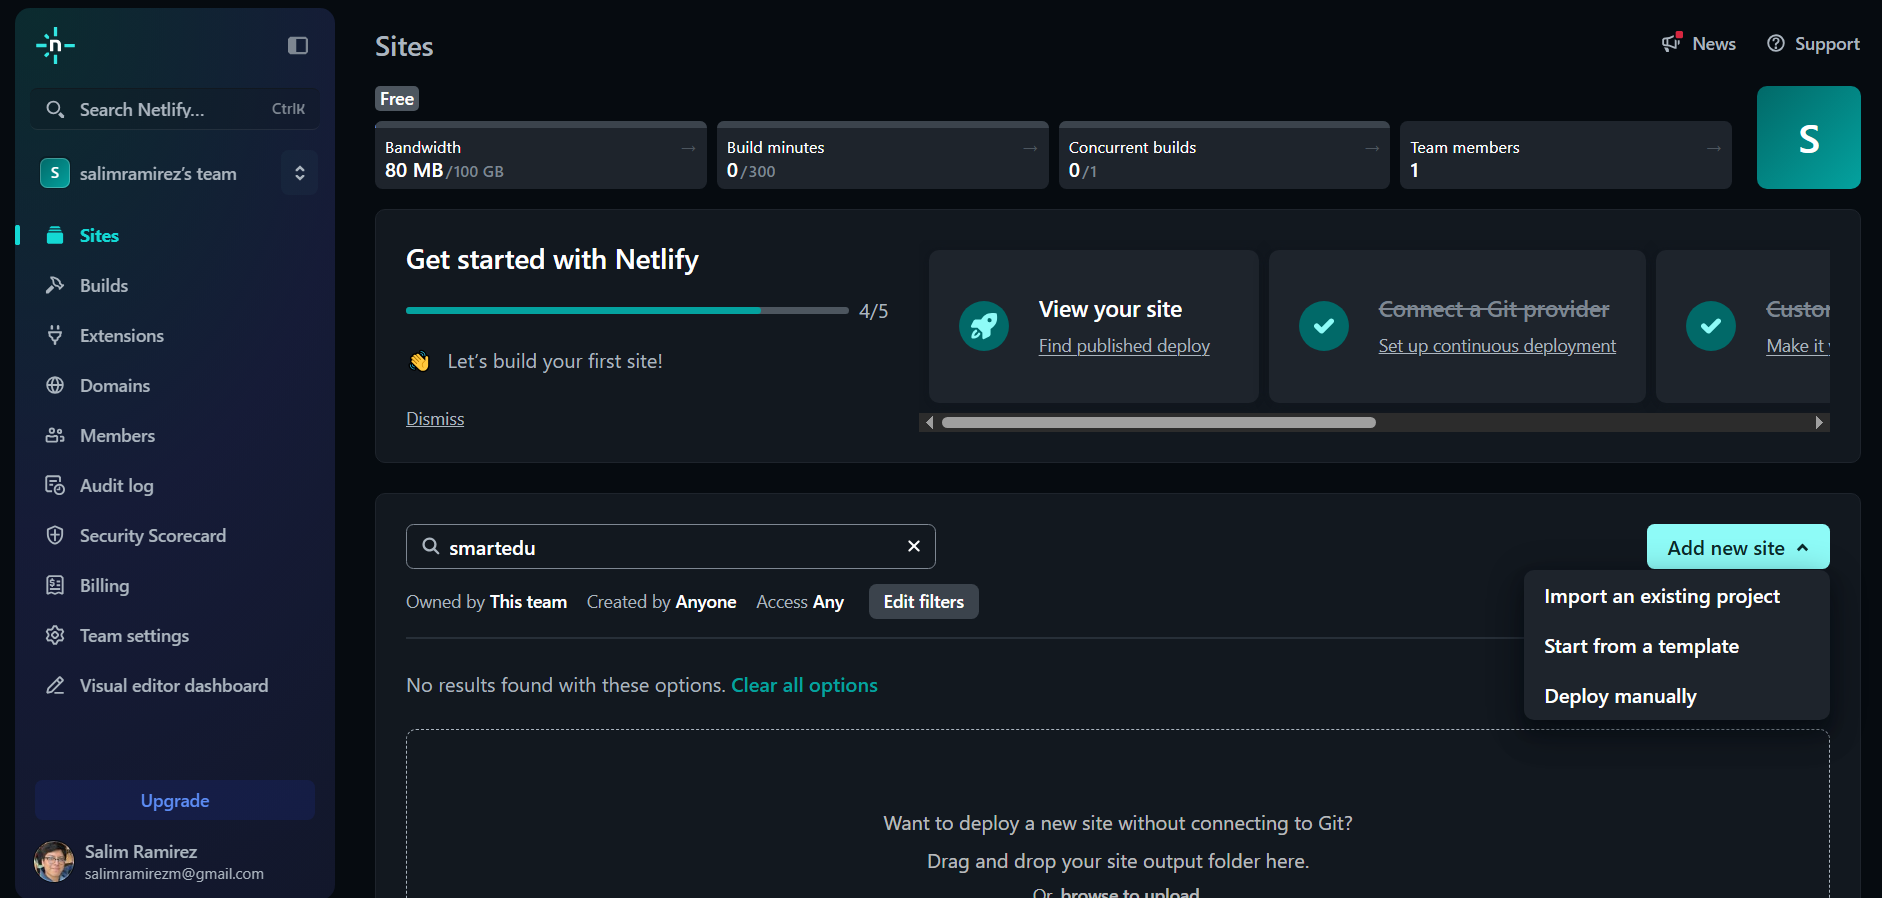 n
Search Netlify...
CtrlK
S
salimramirez's team
Sites
Builds
Extensions
Domains
Members
Audit log
Security Scorecard
Billing
Team settings
Visual editor dashboard
Upgrade
Salim Ramirez
salimramirezm@gmail.com
Sites
News
Support
Free
Bandwidth
80 MB/100 GB
Build minutes
0/300
Concurrent builds
0/1
Team members
1
S
Get started with Netlify
4/5
👋 Let's build your first site!
Dismiss
View your site
Find published deploy
Connect a Git provider
Set up continuous deployment
Make it
smartedu
Add new site
Import an existing project
Start from a template
Deploy manually
Owned by This team Created by Anyone Access Any Edit filters
No results found with these options. Clear all options
Want to deploy a new site without connecting to Git?
Drag and drop your site output folder here.
Or browse to upload